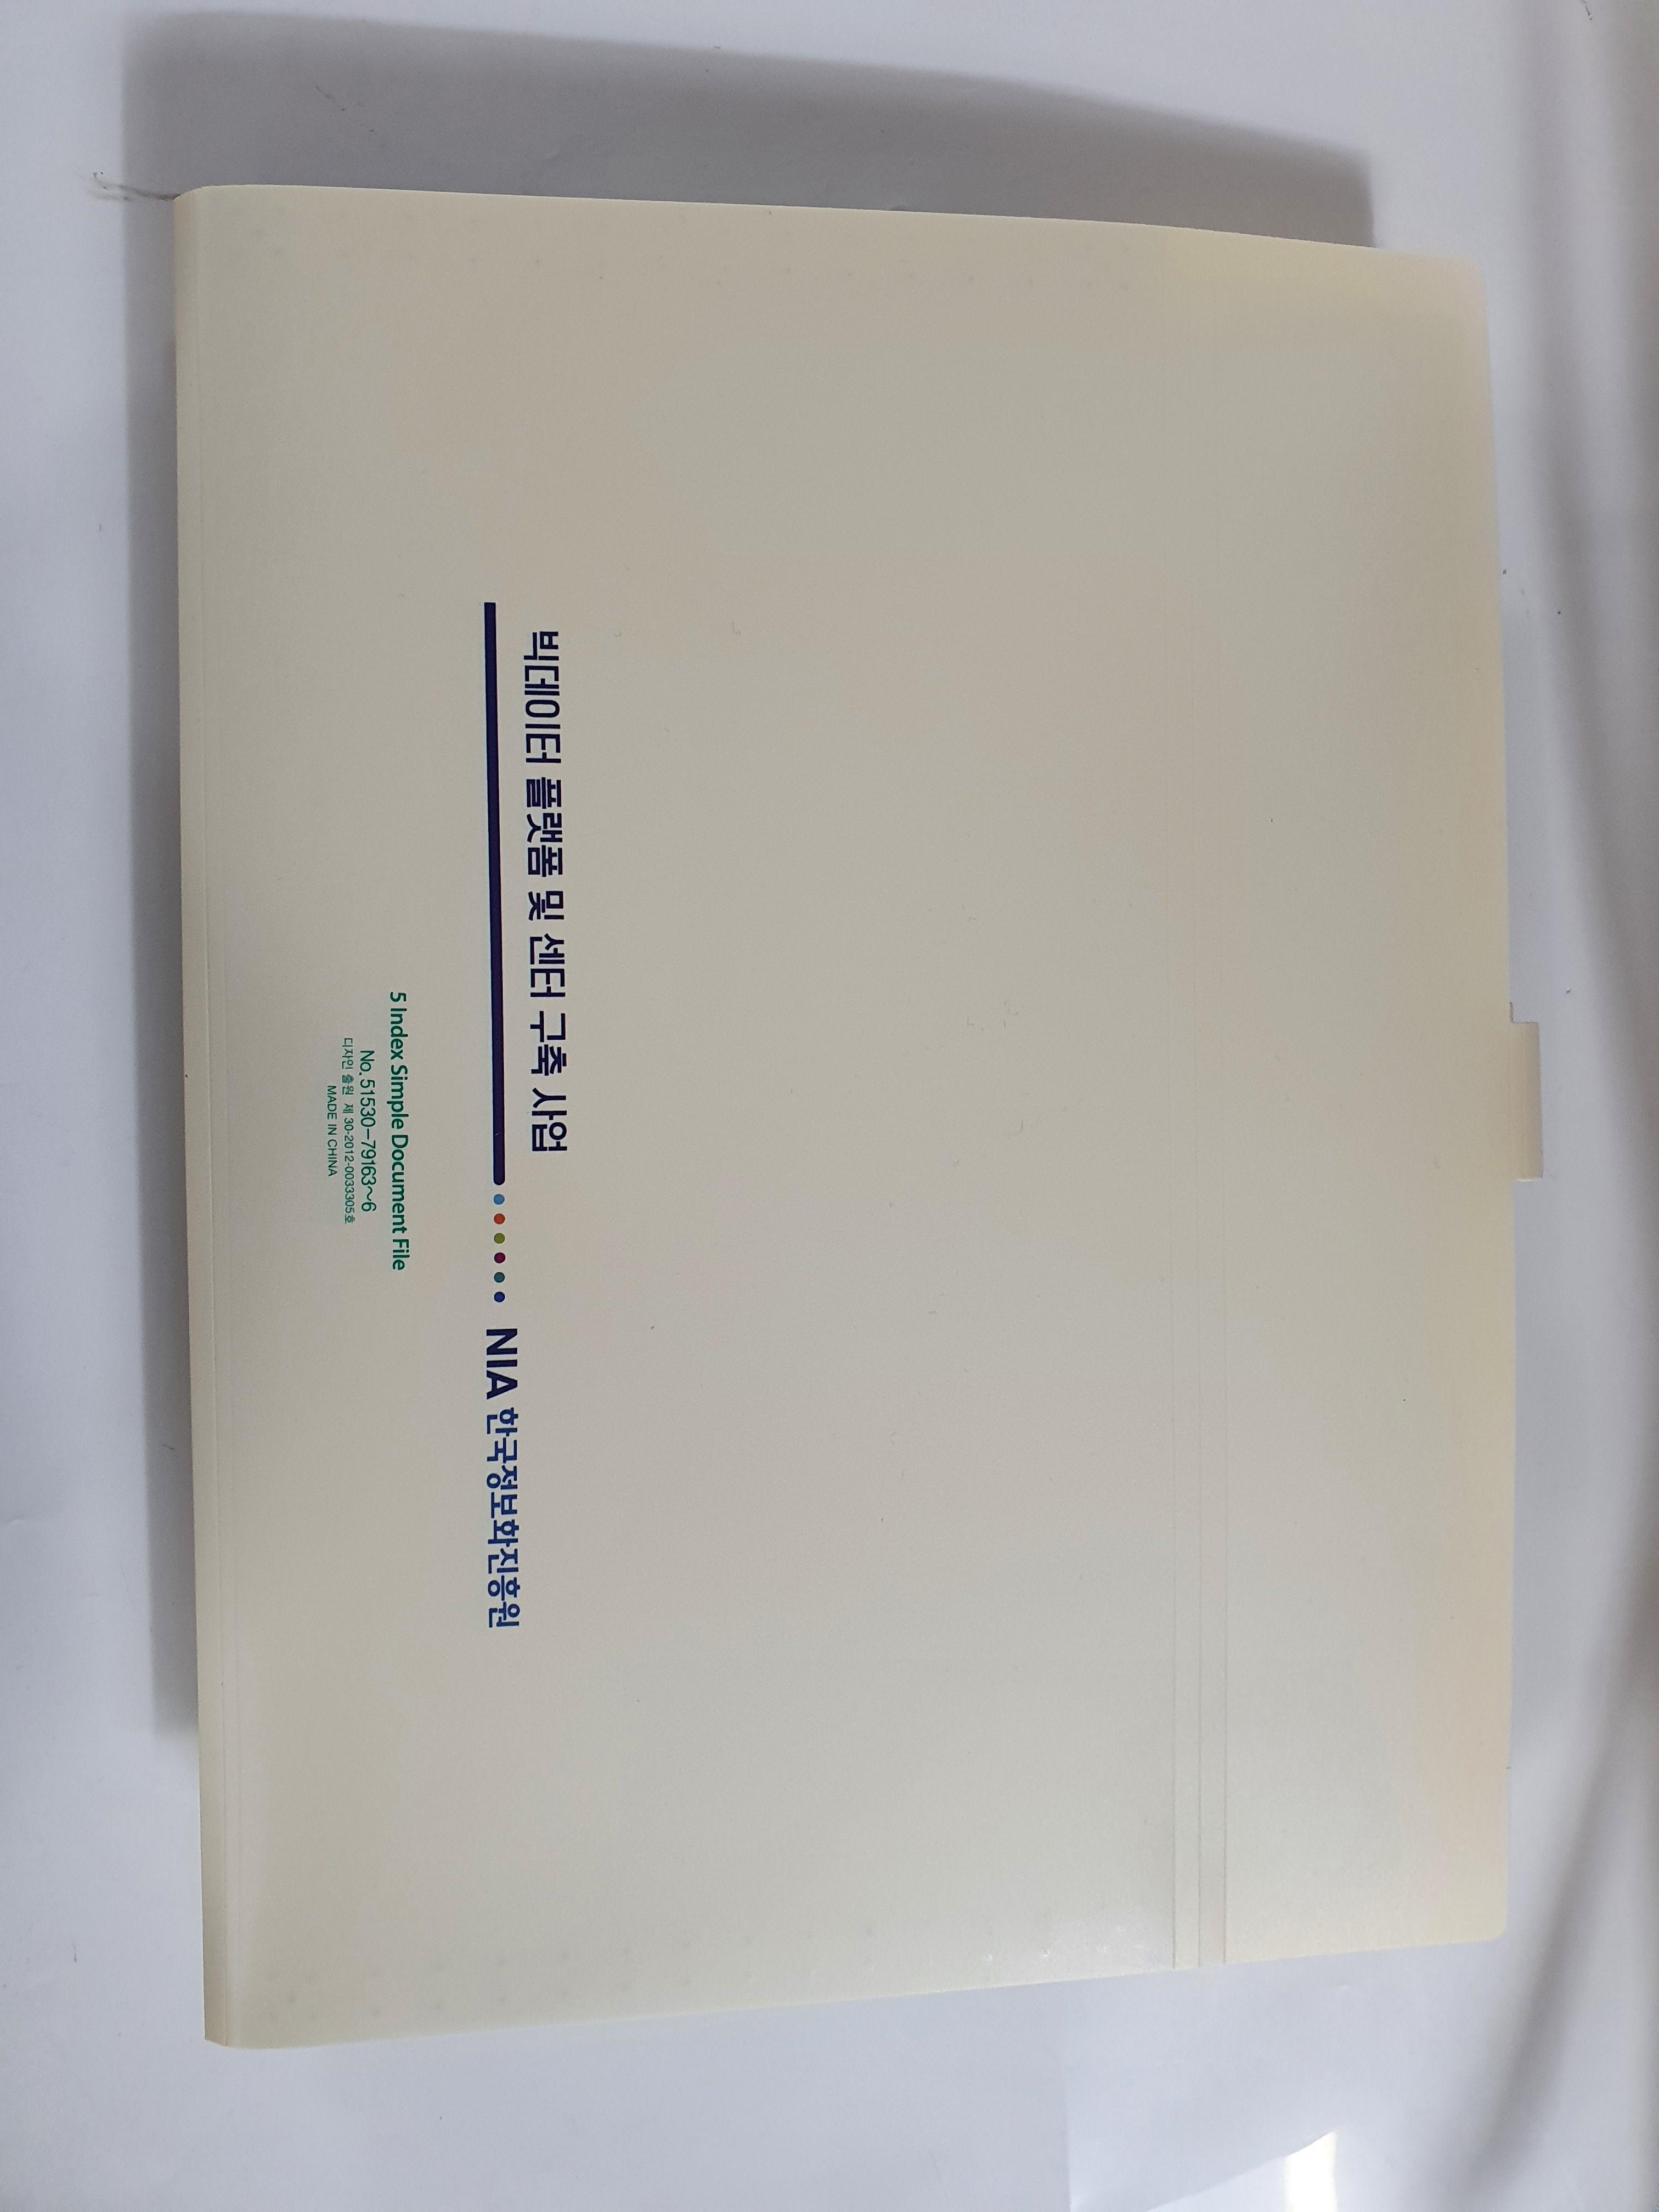 빅데이터 플랫폼 및 센터 구축 사업
NIA 한국정보화진흥원
5 Index Simple Document File
No.51530-79163~6
디자인 출원 제 30-2012-0033305호
MADE IN CHINA